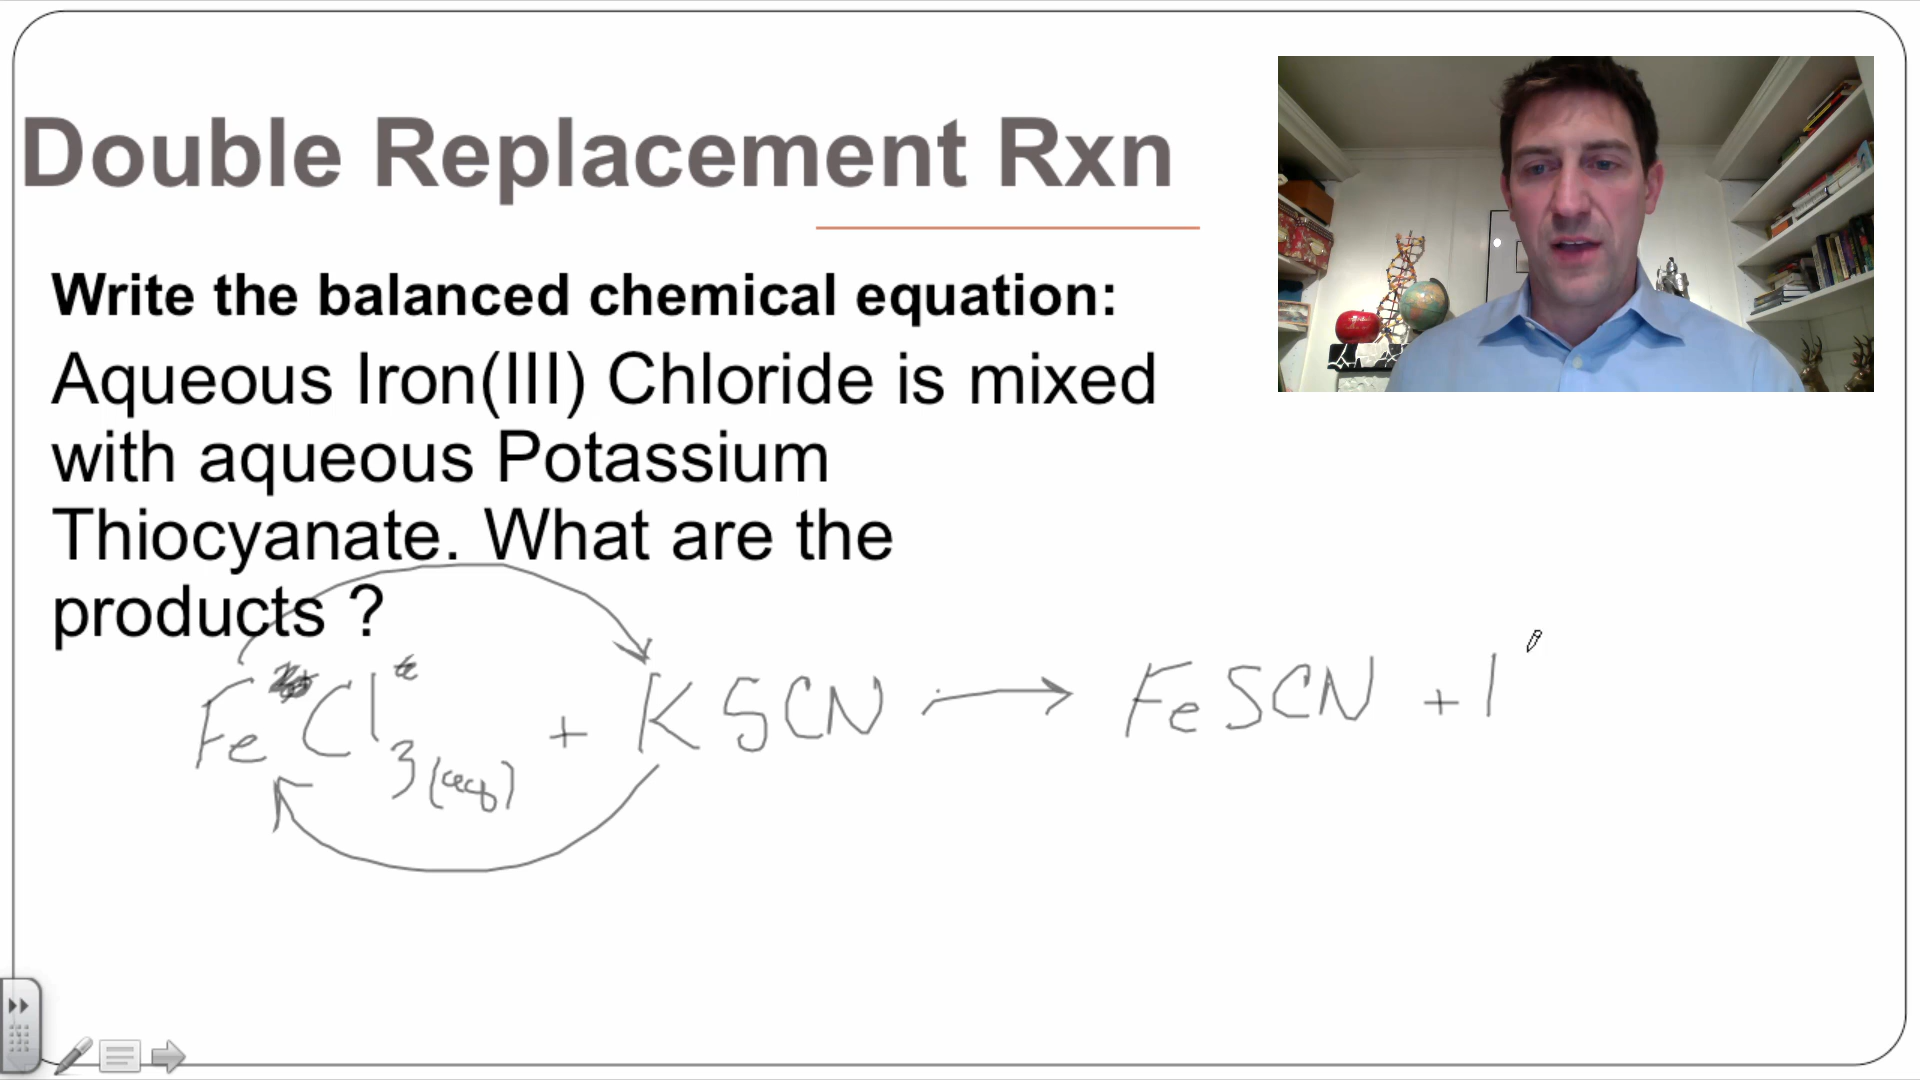 Double Replacement Rxn
Write the balanced chemical equation:
Aqueous Iron(III) Chloride is mixed
with aqueous Potassium
Thiocyanate. What are the
products ?
FeCl3(aq) + KSCN → FeSCN + l